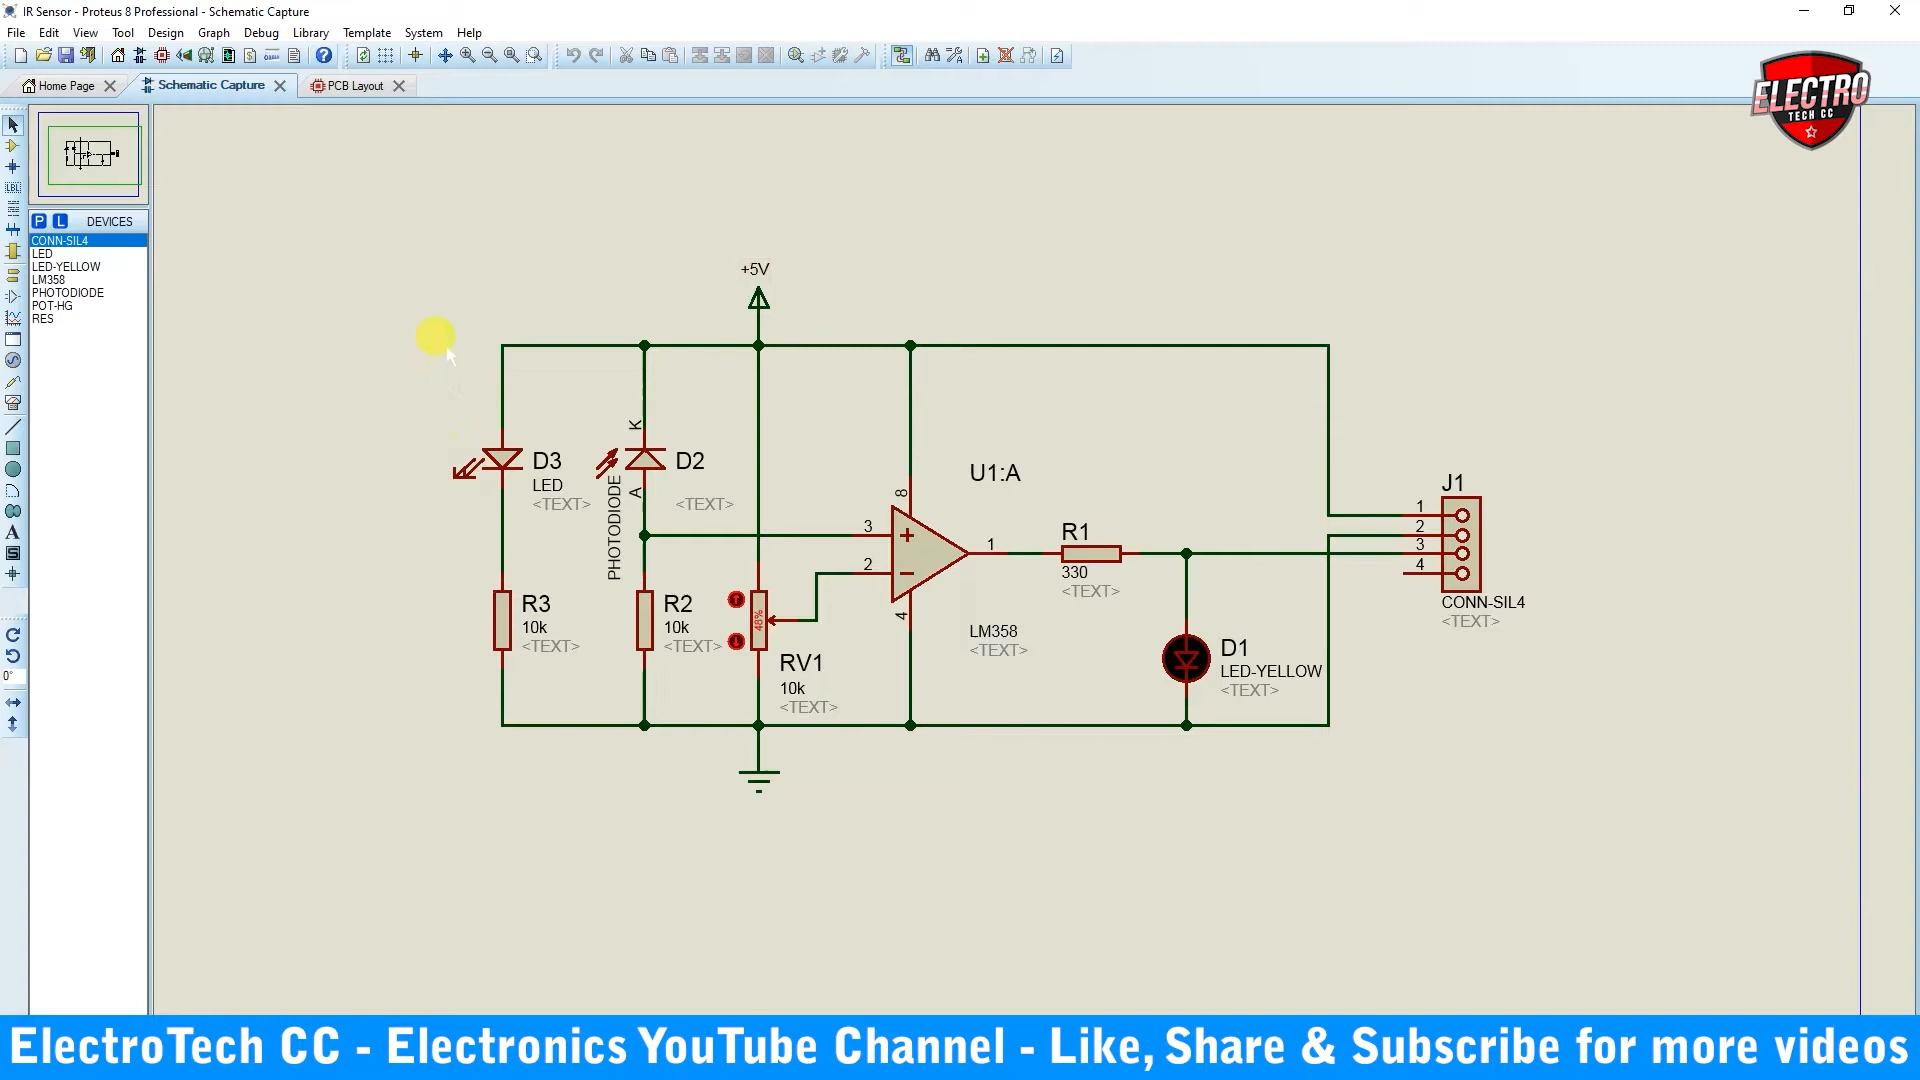 IR Sensor - Proteus 8 Professional - Schematic Capture
File Edit View Tool Design Graph Debug Library Template System Help
Home Page Schematic Capture PCB Layout
ELECTRO
TECH CC
P L DEVICES
CONN-SIL4
LED
LED-YELLOW
LM358
PHOTODIODE
POT-HG
RES
LBL
A
S
0°
+5V
D3
LED
<TEXT>
K
A
PHOTODIODE
D2
<TEXT>
R3
10k
<TEXT>
R2
10k
<TEXT>
48%
RV1
10k
<TEXT>
U1:A
8
3
2
1
4
LM358
<TEXT>
R1
330
<TEXT>
D1
LED-YELLOW
<TEXT>
J1
1
2
3
4
CONN-SIL4
<TEXT>
ElectroTech CC - Electronics YouTube Channel - Like, Share & Subscribe for more videos